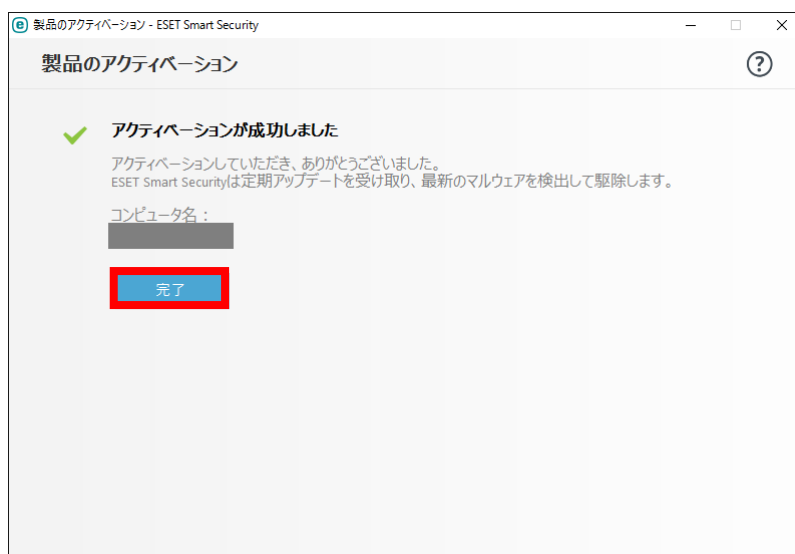 製品のアクティベーション - ESET Smart Security
製品のアクティベーション
アクティベーションが成功しました
アクティベーションしていただき、ありがとうございました。
ESET Smart Securityは定期アップデートを受け取り、最新のマルウェアを検出して駆除します。
コンピュータ名：
完了